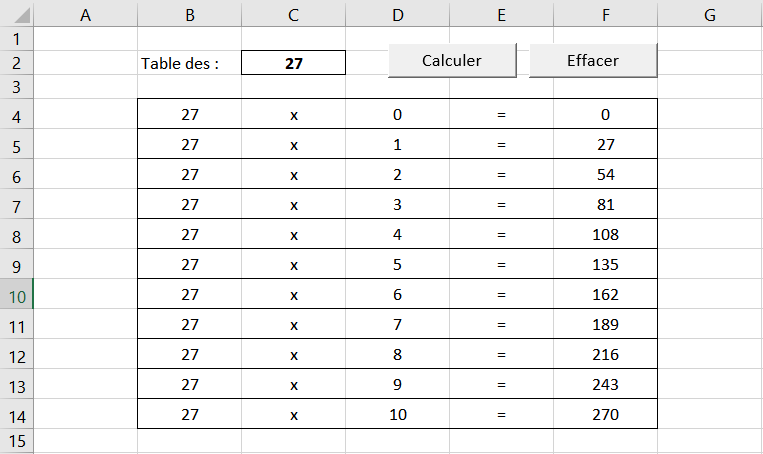 A B C D E F G
1
2 Table des : 27 Calculer Effacer
3
4 27 x 0 = 0
5 27 x 1 = 27
6 27 x 2 = 54
7 27 x 3 = 81
8 27 x 4 = 108
9 27 x 5 = 135
10 27 x 6 = 162
11 27 x 7 = 189
12 27 x 8 = 216
13 27 x 9 = 243
14 27 x 10 = 270
15